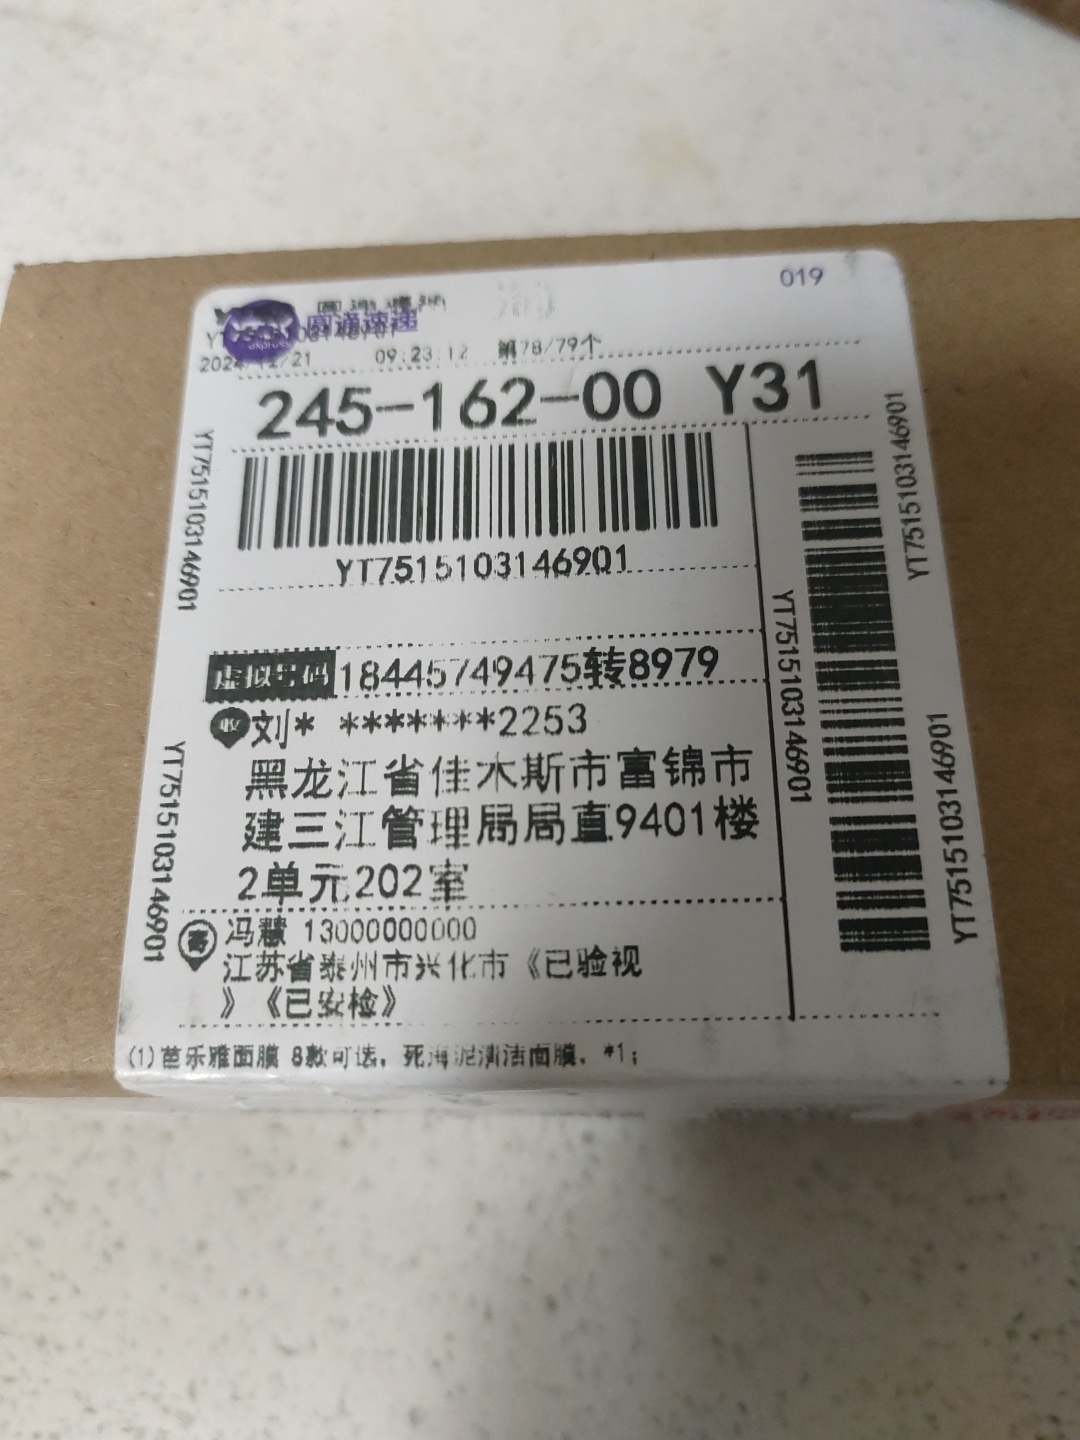 019
圆通速递
express
2024/12/21 09:23:12 第78/79个
245-162-00 Y31
YT7515103146901
YT7515103146901
YT7515103146901
YT7515103146901
虚拟号码 18445749475转8979
收 刘* *******2253
黑龙江省佳木斯市富锦市
建三江管理局局直9401楼
2单元202室
YT7515103146901
YT7515103146901
寄 冯慧 13000000000
江苏省泰州市兴化市《已验视
》《已安检》
(1)芭乐雅面膜 8款可选, 死海泥清洁面膜, *1;